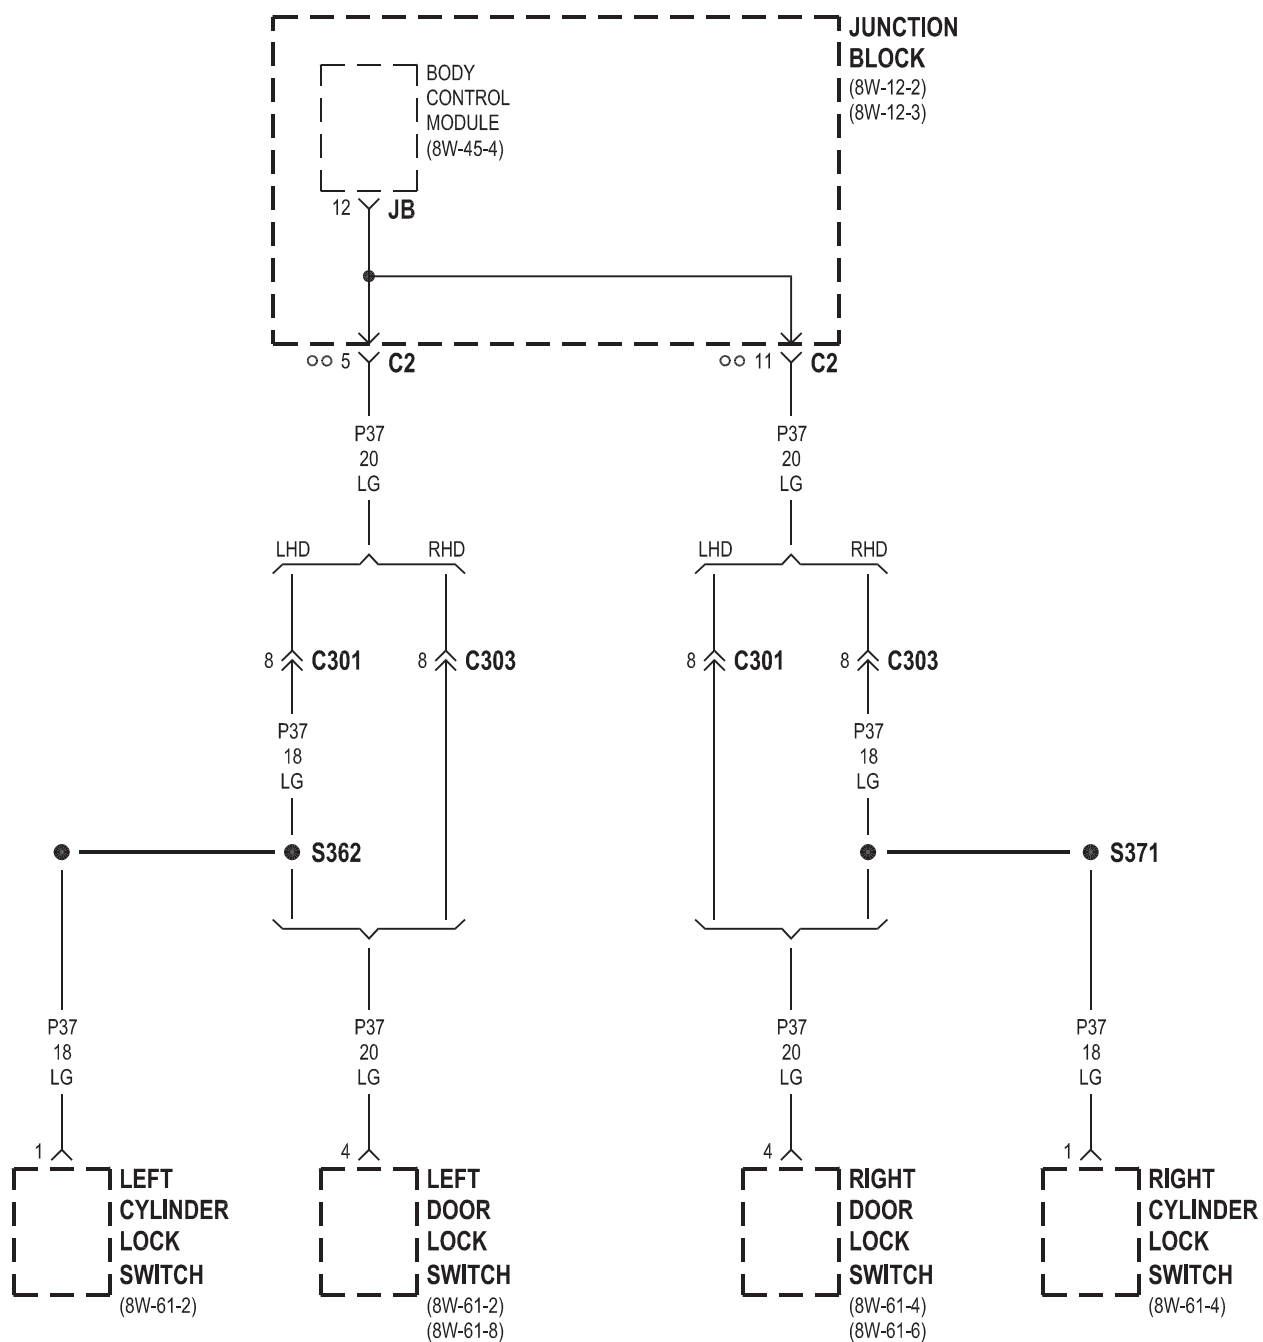 JUNCTION
BLOCK
(8W-12-2)
(8W-12-3)
BODY
CONTROL
MODULE
(8W-45-4)
12 JB
5 C2
11 C2
P37
20
LG
P37
20
LG
LHD RHD
LHD RHD
8 C301
8 C303
8 C301
8 C303
P37
18
LG
P37
18
LG
S362
S371
P37
18
LG
P37
20
LG
P37
20
LG
P37
18
LG
1
4
4
1
LEFT
CYLINDER
LOCK
SWITCH
(8W-61-2)
LEFT
DOOR
LOCK
SWITCH
(8W-61-2)
(8W-61-8)
RIGHT
DOOR
LOCK
SWITCH
(8W-61-4)
(8W-61-6)
RIGHT
CYLINDER
LOCK
SWITCH
(8W-61-4)